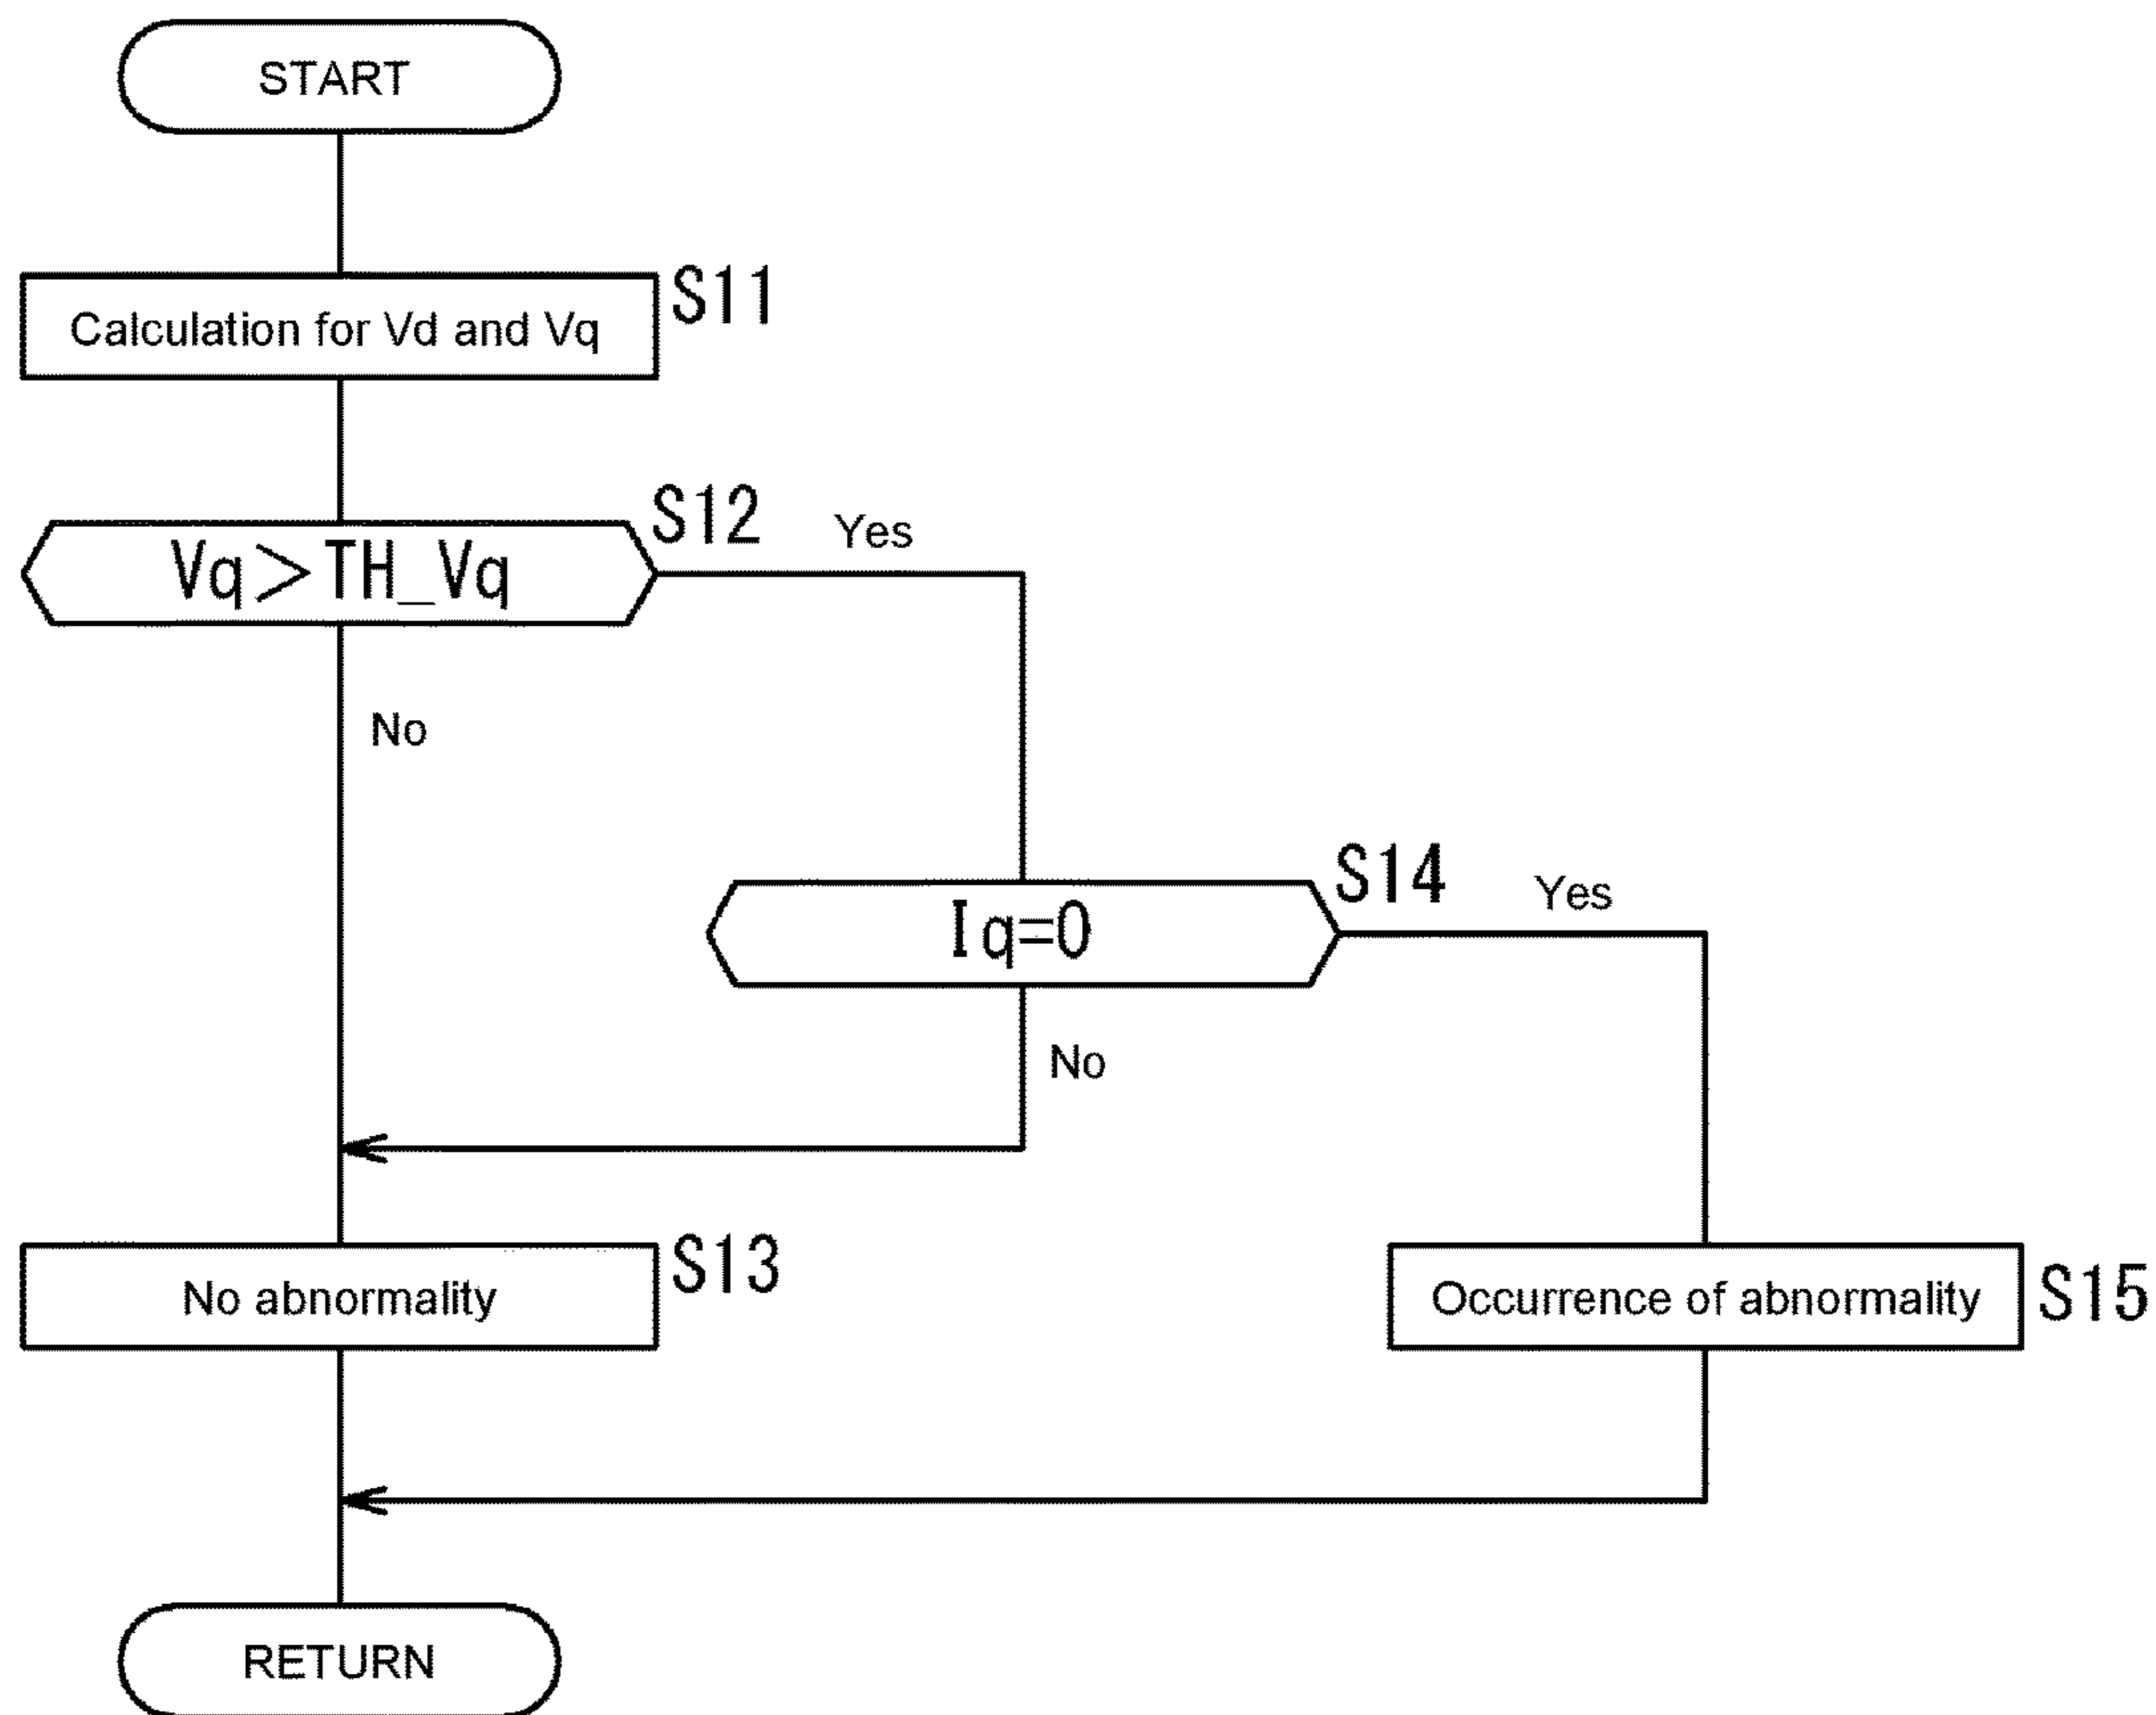 START
Calculation for Vd and Vq
S11
Vq>TH_Vq
S12
Yes
No
Iq=0
S14
Yes
No
No abnormality
S13
Occurrence of abnormality
S15
RETURN